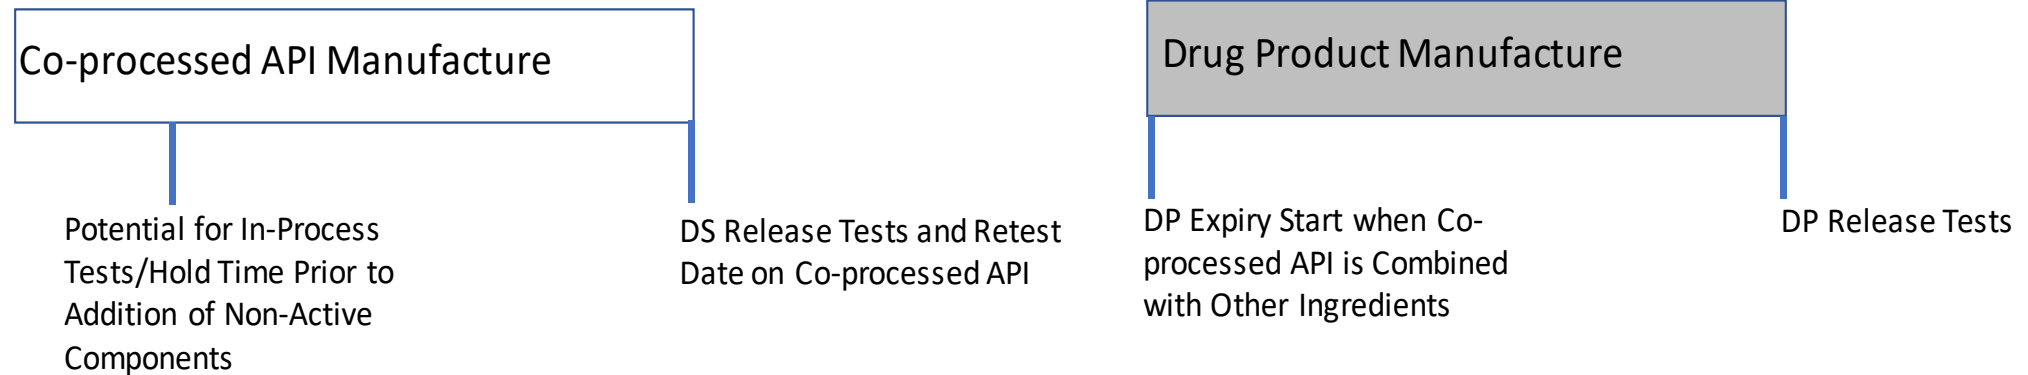 Co-processed API Manufacture
Drug Product Manufacture
Potential for In-Process
Tests/Hold Time Prior to
Addition of Non-Active
Components
DS Release Tests and Retest
Date on Co-processed API
DP Expiry Start when Co-
processed API is Combined
with Other Ingredients
DP Release Tests